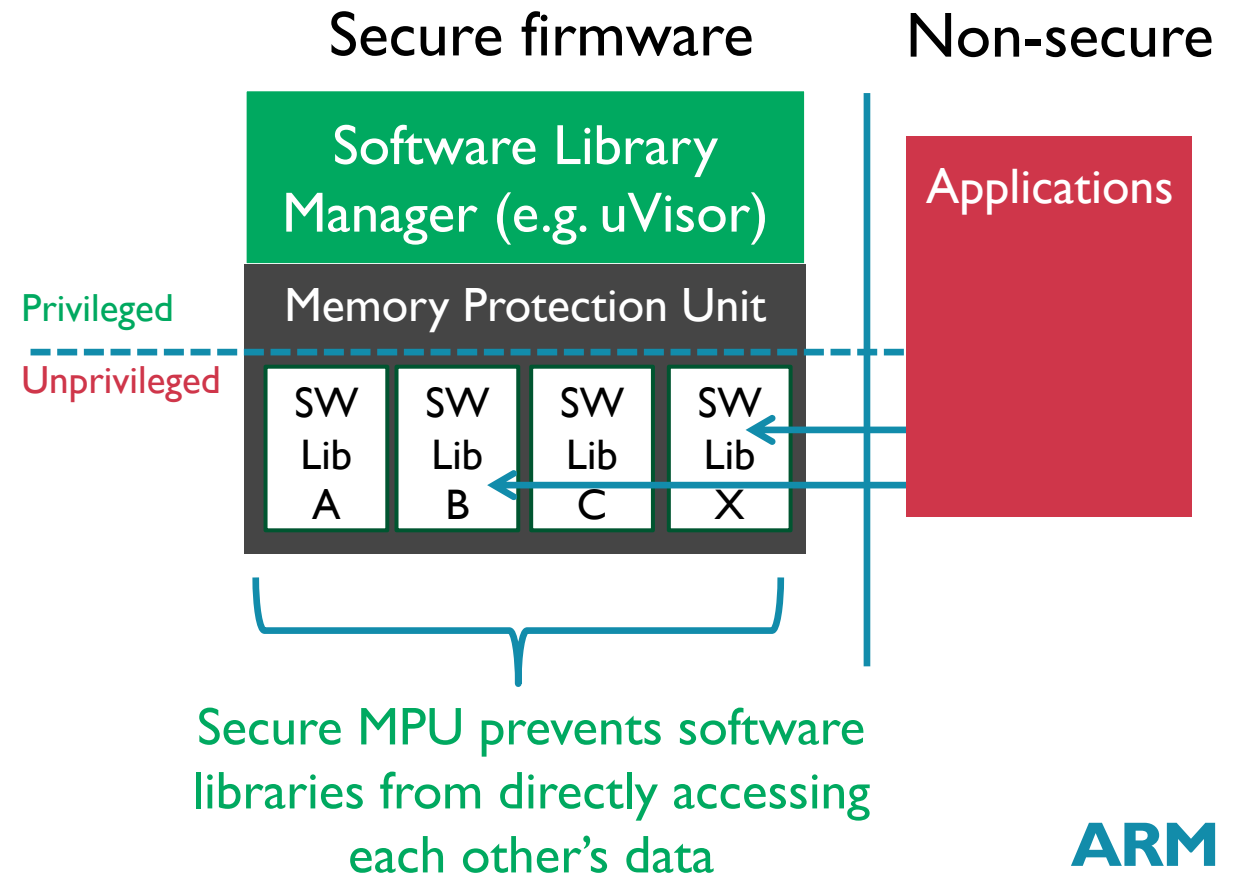 Secure firmware
Non-secure
Software Library
Manager (e.g. uVisor)
Applications
Memory Protection Unit
Privileged
Unprivileged
SW
Lib
A
SW
Lib
B
SW
Lib
C
SW
Lib
X
Secure MPU prevents software
libraries from directly accessing
each other’s data
ARM